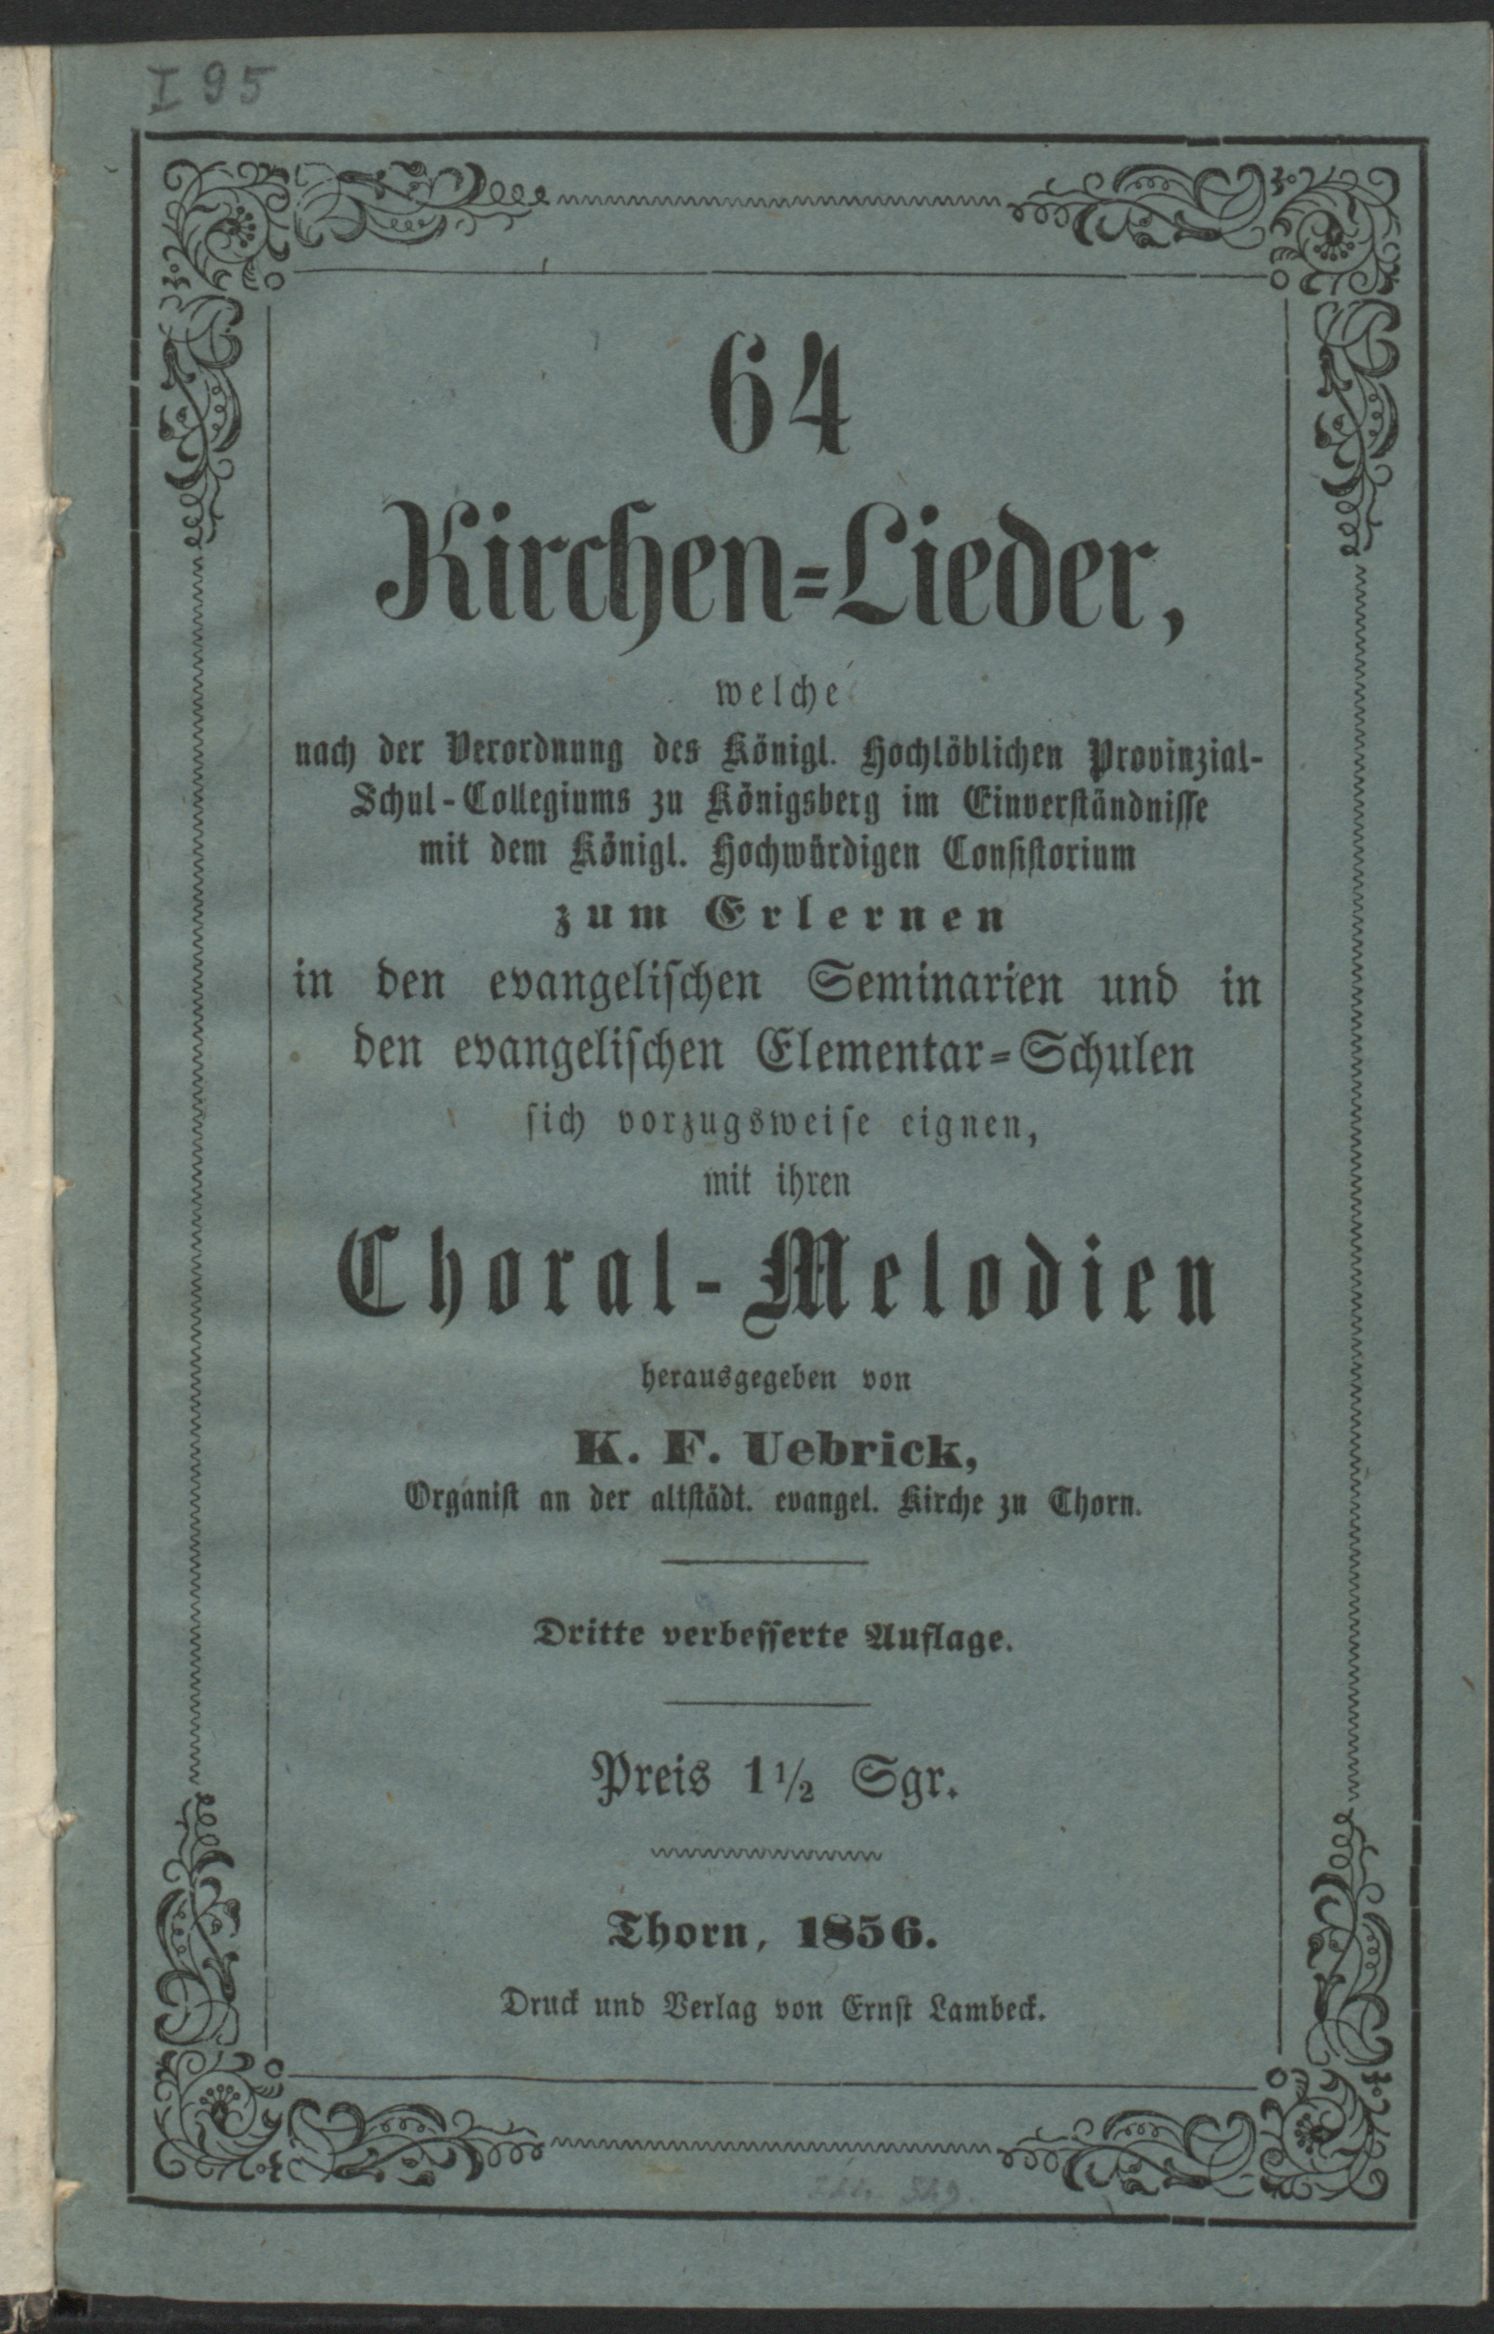 I 95
64
Kirchen=Lieder,
welche
nach der Verordnung des Königl. Hochlöblichen Provinzial-
Schul-Collegiums zu Königsberg im Einverständnisse
mit dem Königl. Hochwürdigen Consistorium
zum Erlernen
in den evangelischen Seminarien und in
den evangelischen Elementar=Schulen
sich vorzugsweise eignen,
mit ihren
Choral-Melodien
herausgegeben von
K. F. Uebrick,
Organist an der altstädt. evangel. Kirche zu Thorn.
Dritte verbesserte Auflage.
Preis 1 1/2 Sgr.
Thorn, 1856.
Druck und Verlag von Ernst Lambeck.